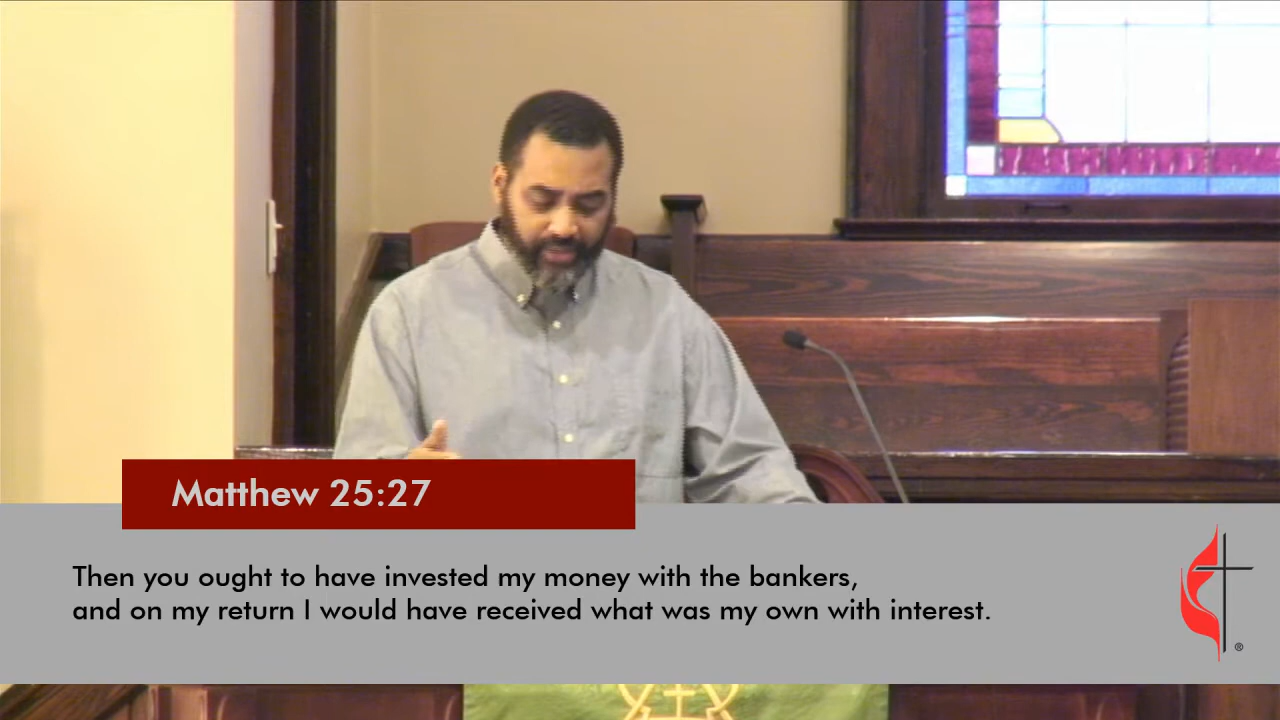 Matthew 25:27
Then you ought to have invested my money with the bankers,
and on my return I would have received what was my own with interest.
®